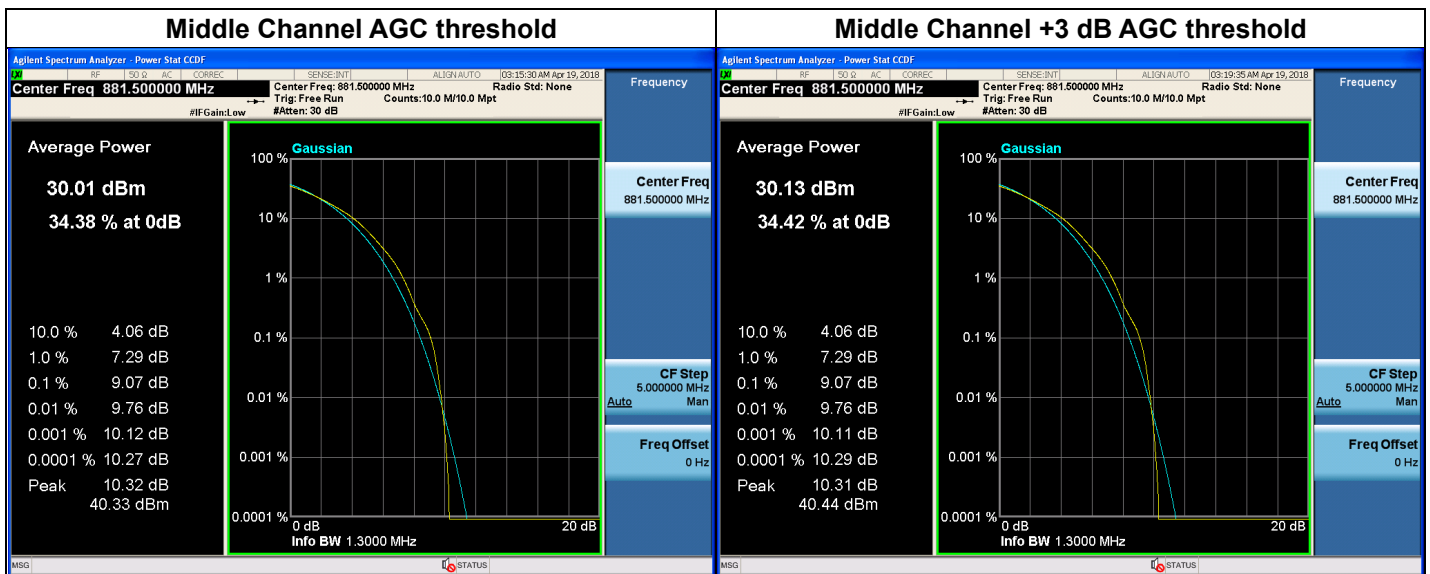 Middle Channel AGC threshold
Agilent Spectrum Analyzer - Power Stat CCDF
LXI RF 50 Ω AC CORREC SENSE:INT ALIGN AUTO 03:15:30 AM Apr 19, 2018
Center Freq 881.500000 MHz
Center Freq: 881.500000 MHz Radio Std: None
Trig: Free Run Counts:10.0 M/10.0 Mpt
#IFGain:Low #Atten: 30 dB
Average Power
30.01 dBm
34.38 % at 0dB
10.0 % 4.06 dB
1.0 % 7.29 dB
0.1 % 9.07 dB
0.01 % 9.76 dB
0.001 % 10.12 dB
0.0001 % 10.27 dB
Peak 10.32 dB
40.33 dBm
Gaussian
100 %
10 %
1 %
0.1 %
0.01 %
0.001 %
0.0001 %
0 dB 20 dB
Info BW 1.3000 MHz
Frequency
Center Freq
881.500000 MHz
CF Step
5.000000 MHz
Auto Man
Freq Offset
0 Hz
MSG STATUS
Middle Channel +3 dB AGC threshold
Agilent Spectrum Analyzer - Power Stat CCDF
LXI RF 50 Ω AC CORREC SENSE:INT ALIGN AUTO 03:19:35 AM Apr 19, 2018
Center Freq 881.500000 MHz
Center Freq: 881.500000 MHz Radio Std: None
Trig: Free Run Counts:10.0 M/10.0 Mpt
#IFGain:Low #Atten: 30 dB
Average Power
30.13 dBm
34.42 % at 0dB
10.0 % 4.06 dB
1.0 % 7.29 dB
0.1 % 9.07 dB
0.01 % 9.76 dB
0.001 % 10.11 dB
0.0001 % 10.29 dB
Peak 10.31 dB
40.44 dBm
Gaussian
100 %
10 %
1 %
0.1 %
0.01 %
0.001 %
0.0001 %
0 dB 20 dB
Info BW 1.3000 MHz
Frequency
Center Freq
881.500000 MHz
CF Step
5.000000 MHz
Auto Man
Freq Offset
0 Hz
MSG STATUS